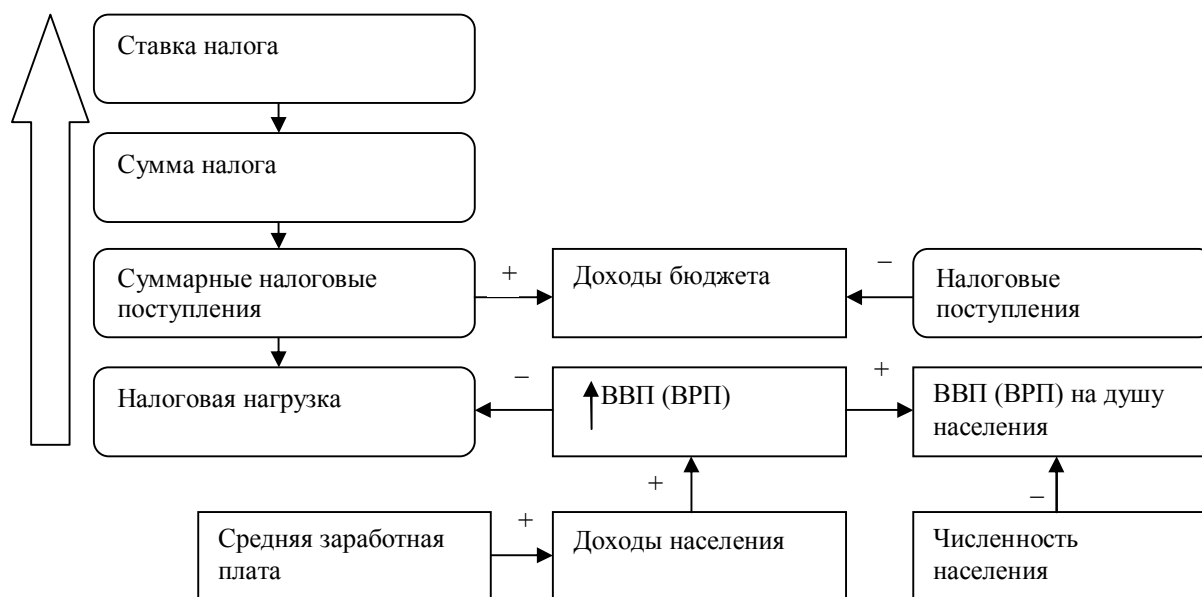 Ставка налога
Сумма налога
Суммарные налоговые
поступления
+
Доходы бюджета
–
Налоговые
поступления
Налоговая нагрузка
–
ВВП (ВРП)
+
ВВП (ВРП) на душу
населения
+
–
Средняя заработная
плата
+
Доходы населения
Численность
населения